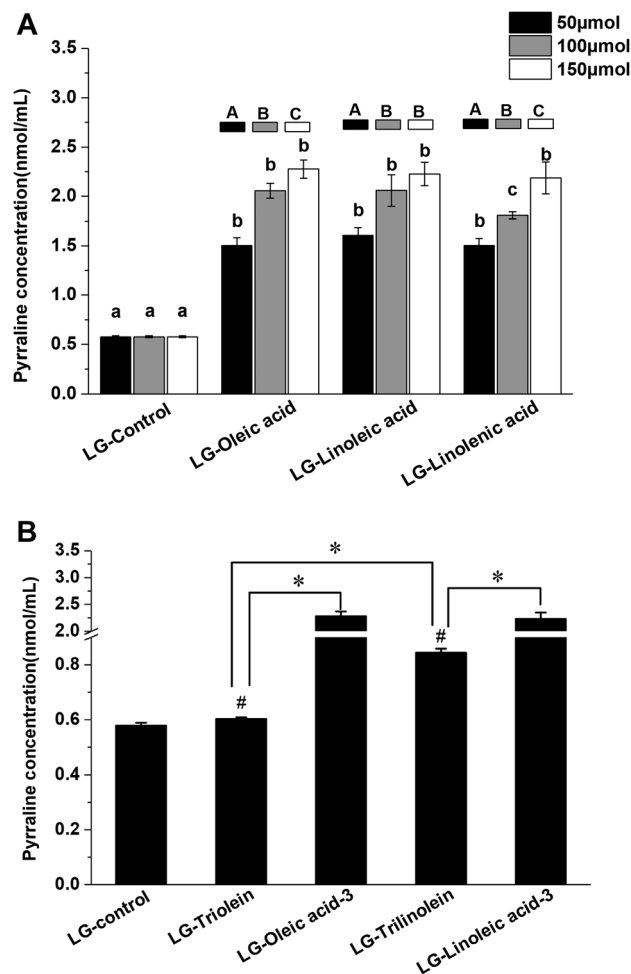 A
50μmol
100μmol
150μmol
Pyrraline concentration(nmol/mL)
3.5
3.0
2.5
2.0
1.5
1.0
0.5
0.0
A B C
A B B
A B C
a a a
b b b
b b b
b c b
LG-Control
LG-Oleic acid
LG-Linoleic acid
LG-Linolenic acid
B
Pyrraline concentration(nmol/mL)
3.5
3.0
2.5
2.0
0.8
0.6
0.4
0.2
0.0
*
*
*
#
#
LG-control
LG-Triolein
LG-Oleic acid-3
LG-Trilinolein
LG-Linoleic acid-3